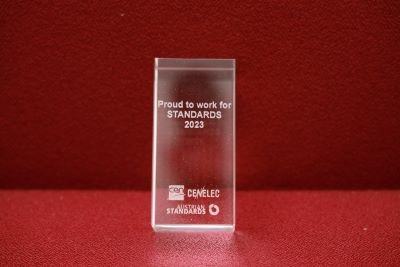 Proud to work for
STANDARDS
2023
cen CENELEC
AUSTRIAN
STANDARDS